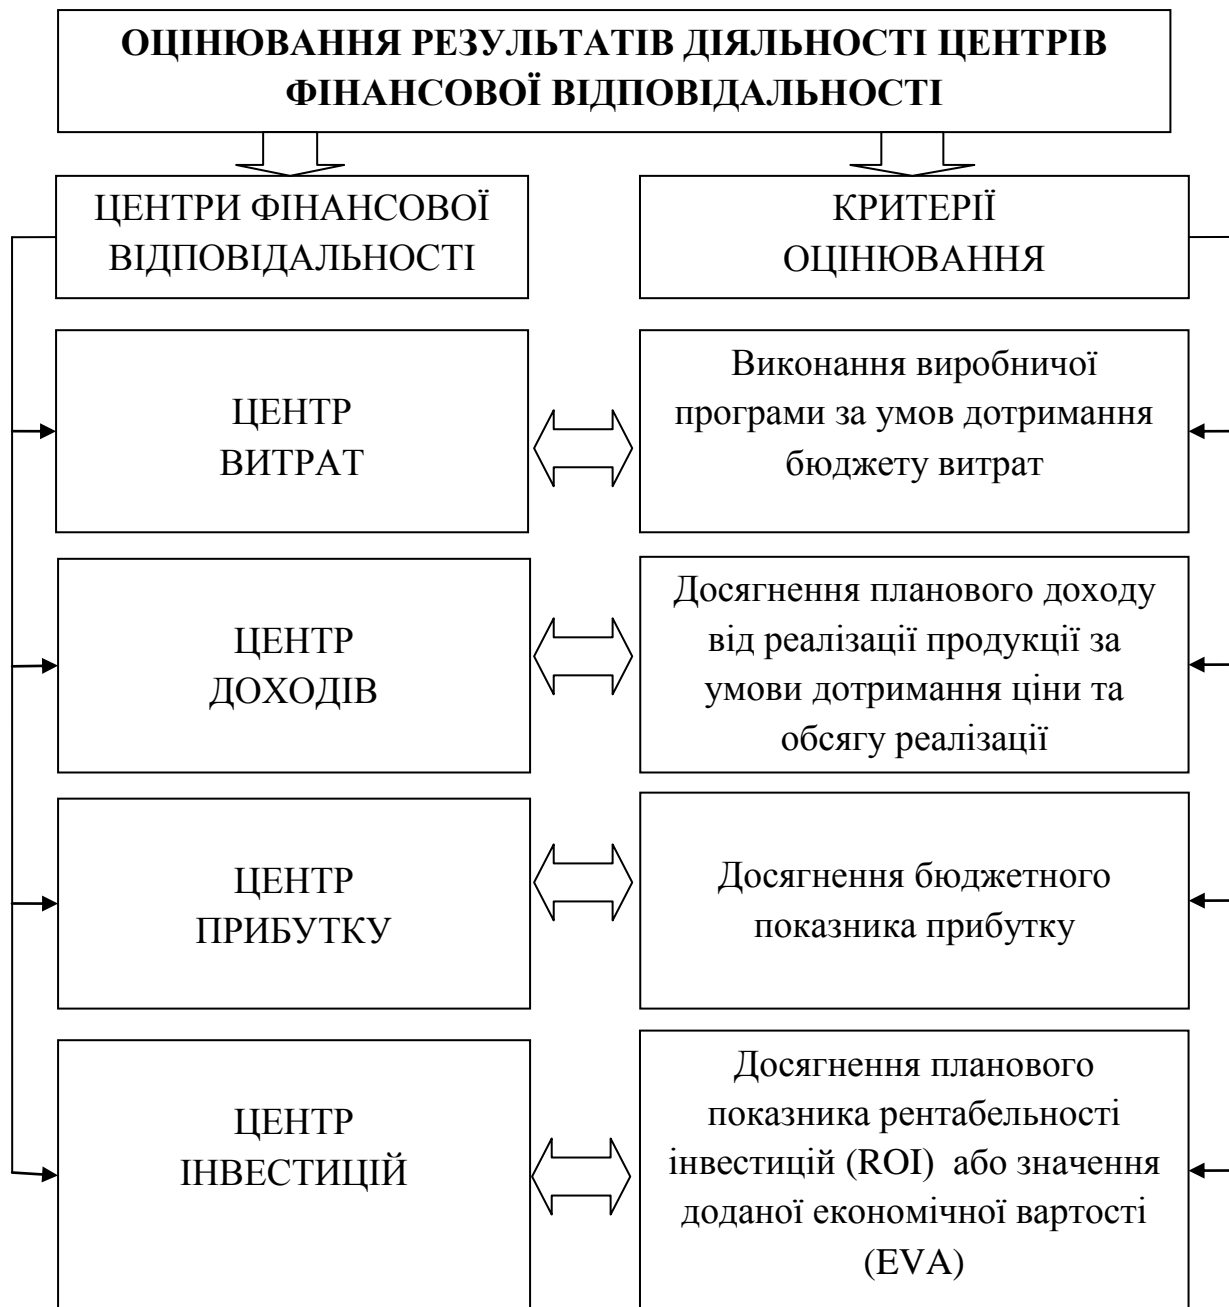 ОЦІНЮВАННЯ РЕЗУЛЬТАТІВ ДІЯЛЬНОСТІ ЦЕНТРІВ
ФІНАНСОВОЇ ВІДПОВІДАЛЬНОСТІ
ЦЕНТРИ ФІНАНСОВОЇ
ВІДПОВІДАЛЬНОСТІ
КРИТЕРІЇ
ОЦІНЮВАННЯ
ЦЕНТР
ВИТРАТ
Виконання виробничої
програми за умов дотримання
бюджету витрат
ЦЕНТР
ДОХОДІВ
Досягнення планового доходу
від реалізації продукції за
умови дотримання ціни та
обсягу реалізації
ЦЕНТР
ПРИБУТКУ
Досягнення бюджетного
показника прибутку
ЦЕНТР
ІНВЕСТИЦІЙ
Досягнення планового
показника рентабельності
інвестицій (ROI) або значення
доданої економічної вартості
(EVA)